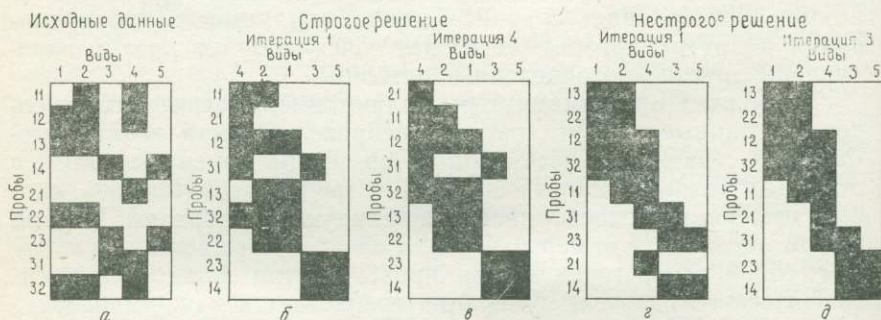 Исходные данные
Строгое решение
Нестрогое решение
Виды
1 2 3 4 5
Пробы
11
12
13
14
21
22
23
31
32
а
Итерация 1
Виды
4 2 1 3 5
Пробы
11
21
12
31
13
32
22
23
14
б
Итерация 4
Виды
4 2 1 3 5
Пробы
21
11
12
31
32
13
22
23
14
в
Итерация 1
Виды
1 2 4 3 5
Пробы
13
22
12
32
11
31
23
21
14
г
Итерация 3
Виды
1 2 4 3 5
Пробы
13
22
12
32
11
21
31
23
14
д